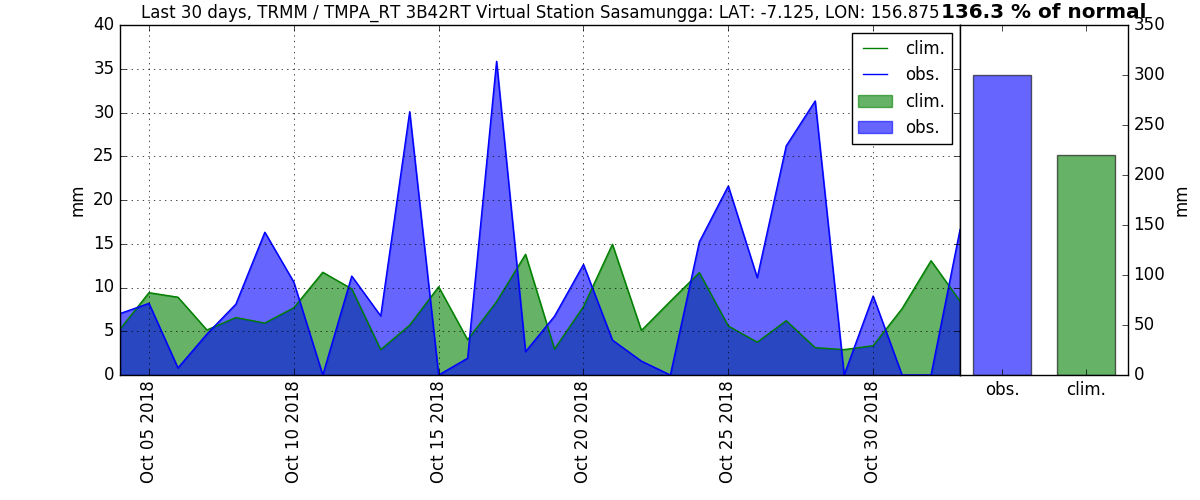 Last 30 days, TRMM / TMPA_RT 3B42RT Virtual Station Sasamungga: LAT: -7.125, LON: 156.875 136.3 % of normal
40
35
30
25
20
15
10
5
0
mm
clim.
obs.
clim.
obs.
350
300
250
200
150
100
50
0
mm
obs.
clim.
Oct 05 2018
Oct 10 2018
Oct 15 2018
Oct 20 2018
Oct 25 2018
Oct 30 2018